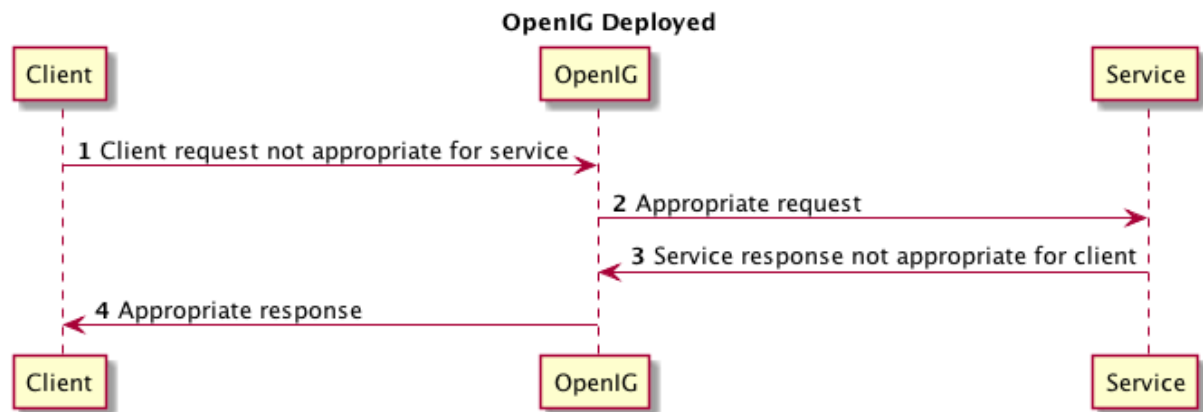 OpenIG Deployed
Client OpenIG Service
1 Client request not appropriate for service
2 Appropriate request
3 Service response not appropriate for client
4 Appropriate response
Client OpenIG Service